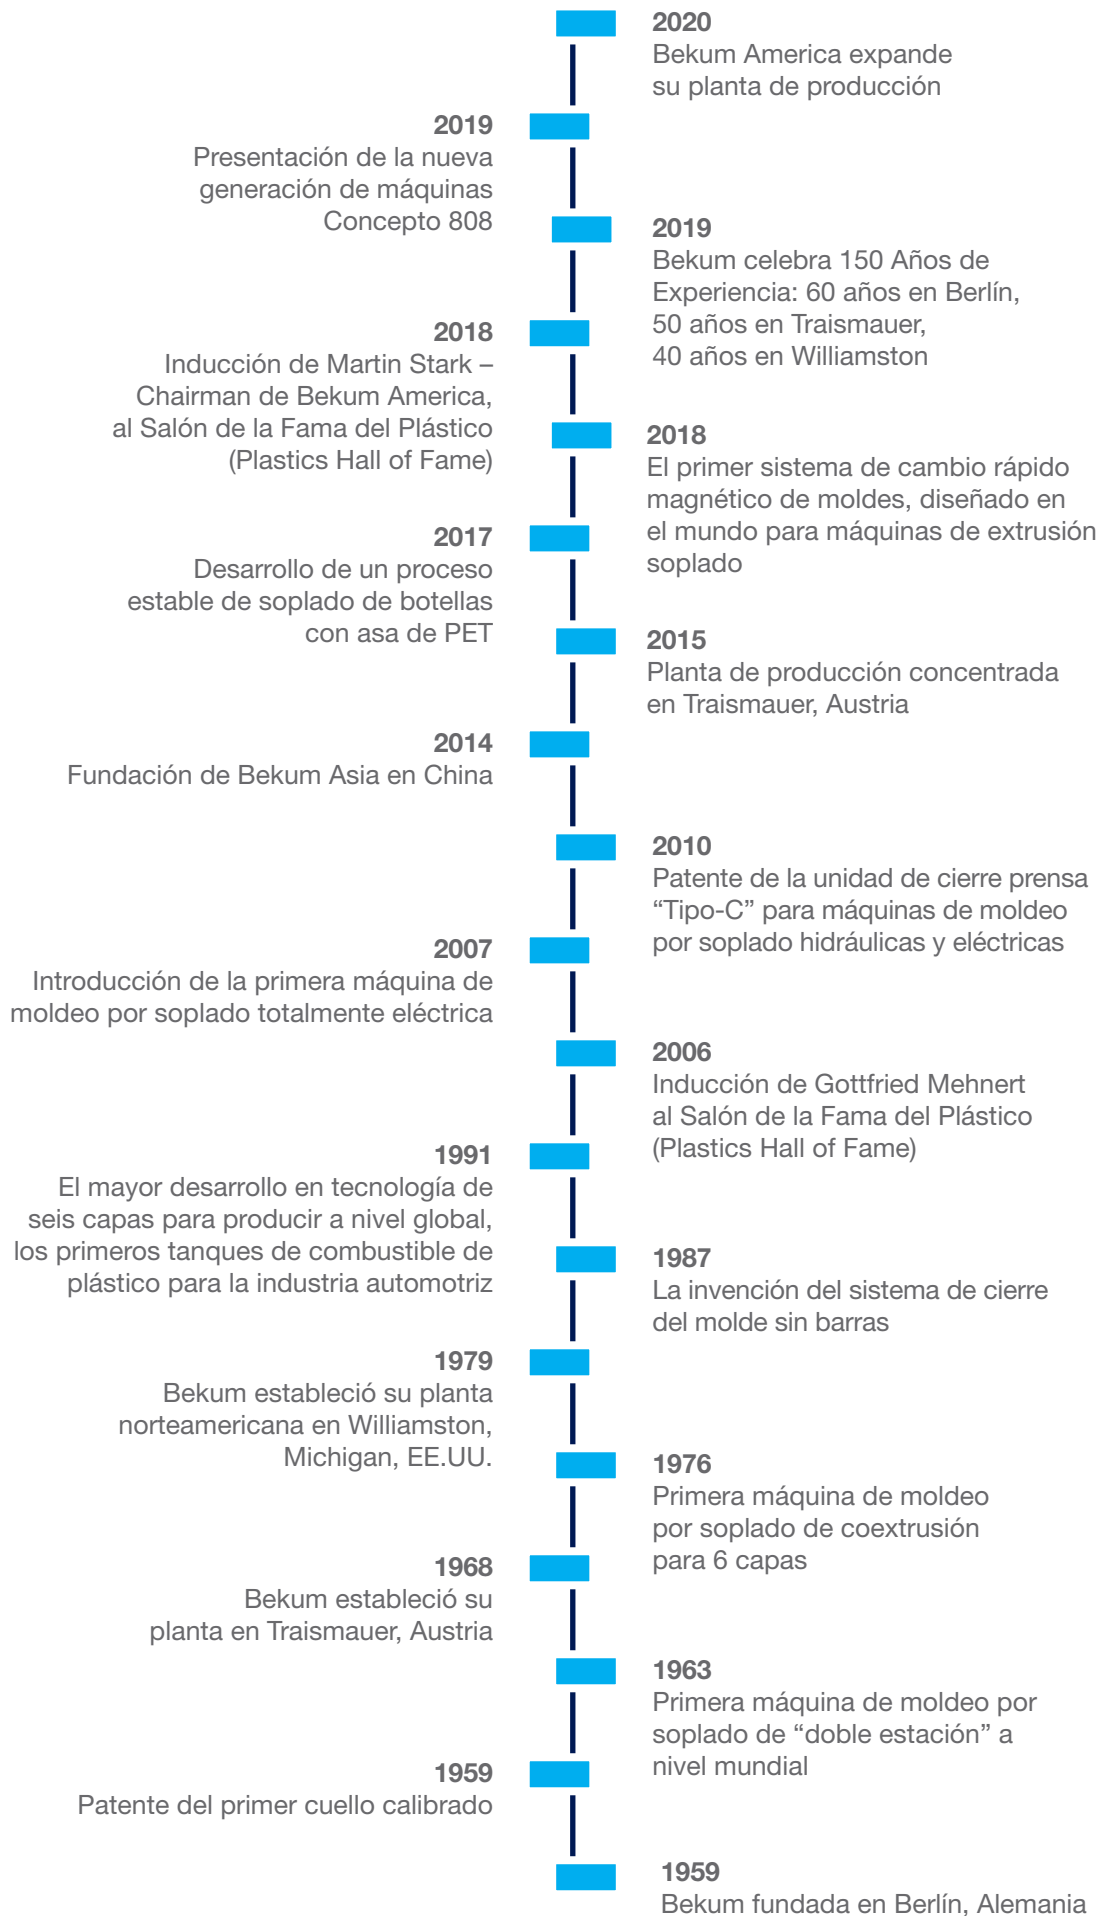 2020
Bekum America expande
su planta de producción
2019
Presentación de la nueva
generación de máquinas
Concepto 808
2019
Bekum celebra 150 Años de
Experiencia: 60 años en Berlín,
50 años en Traismauer,
40 años en Williamston
2018
Inducción de Martin Stark –
Chairman de Bekum America,
al Salón de la Fama del Plástico
(Plastics Hall of Fame)
2018
El primer sistema de cambio rápido
magnético de moldes, diseñado en
el mundo para máquinas de extrusión
soplado
2017
Desarrollo de un proceso
estable de soplado de botellas
con asa de PET
2015
Planta de producción concentrada
en Traismauer, Austria
2014
Fundación de Bekum Asia en China
2010
Patente de la unidad de cierre prensa
“Tipo-C” para máquinas de moldeo
por soplado hidráulicas y eléctricas
2007
Introducción de la primera máquina de
moldeo por soplado totalmente eléctrica
2006
Inducción de Gottfried Mehnert
al Salón de la Fama del Plástico
(Plastics Hall of Fame)
1991
El mayor desarrollo en tecnología de
seis capas para producir a nivel global,
los primeros tanques de combustible de
plástico para la industria automotriz
1987
La invención del sistema de cierre
del molde sin barras
1979
Bekum estableció su planta
norteamericana en Williamston,
Michigan, EE.UU.
1976
Primera máquina de moldeo
por soplado de coextrusión
para 6 capas
1968
Bekum estableció su
planta en Traismauer, Austria
1963
Primera máquina de moldeo por
soplado de “doble estación” a
nivel mundial
1959
Patente del primer cuello calibrado
1959
Bekum fundada en Berlín, Alemania